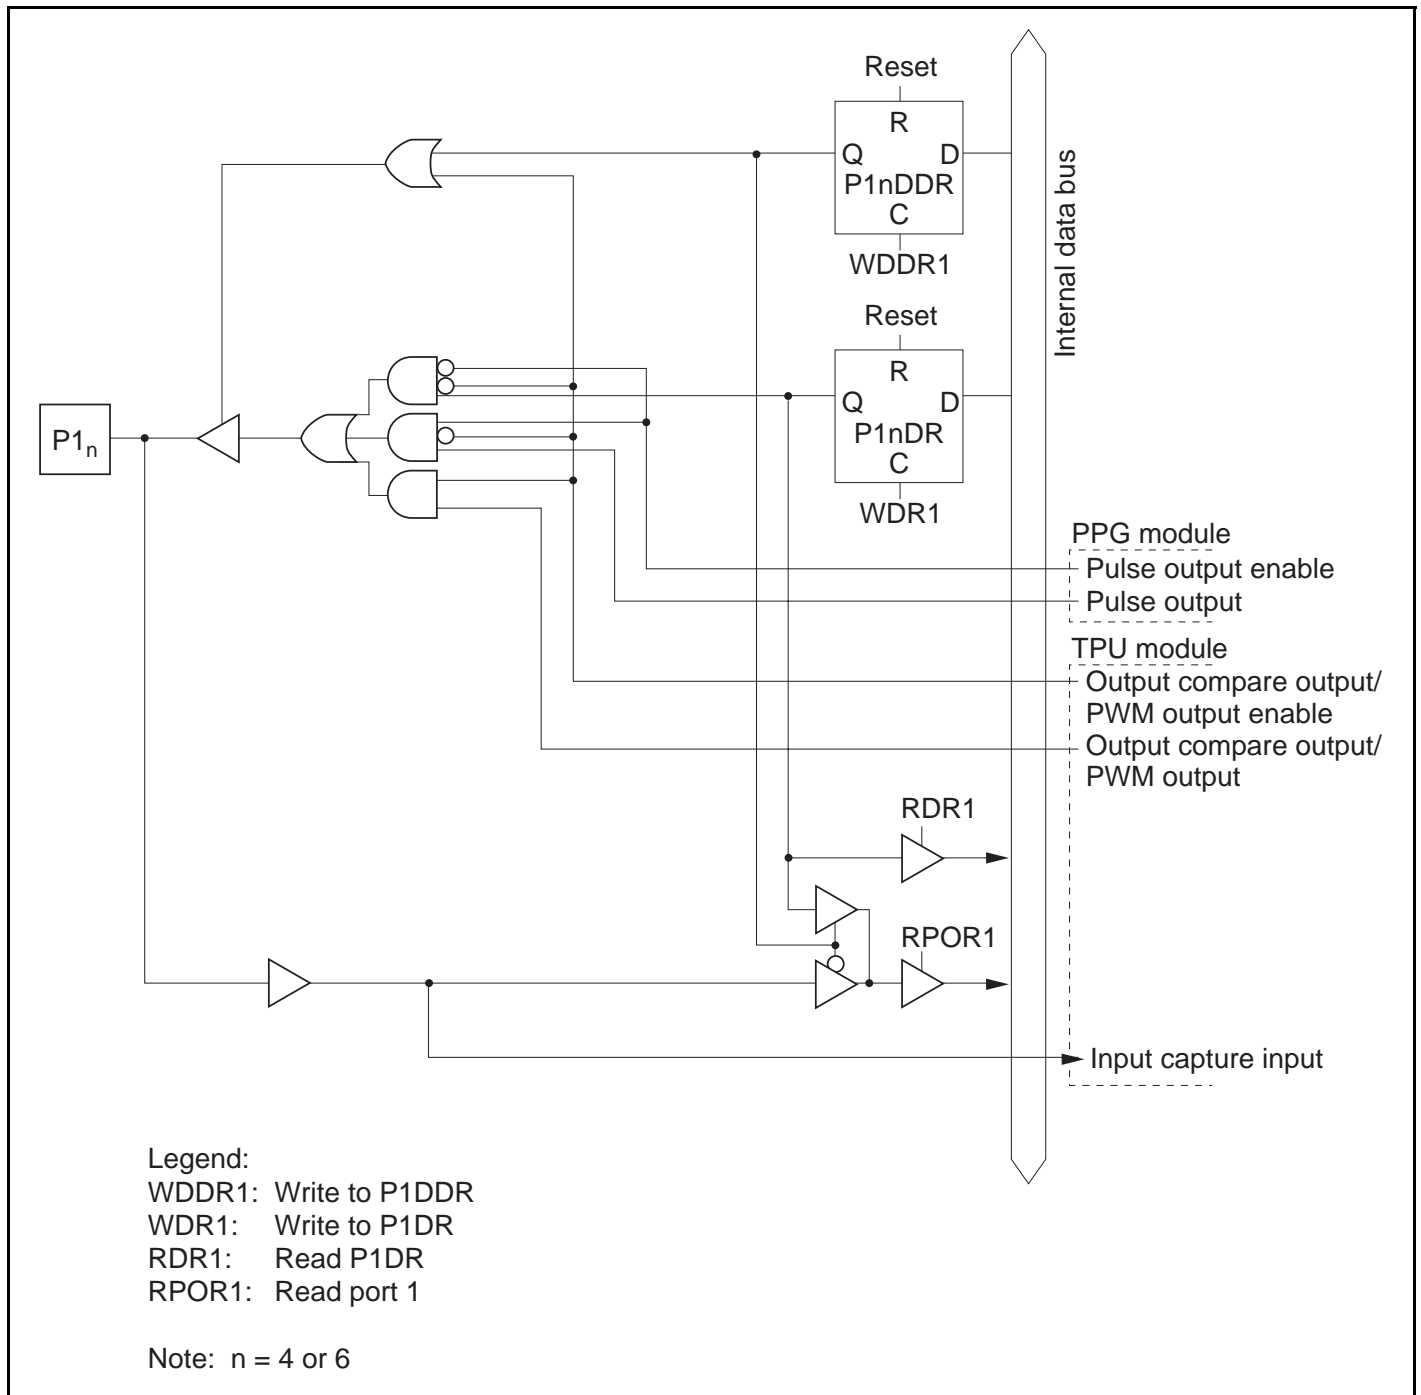 Reset
R
Q D
P1nDDR
C
WDDR1
Internal data bus
Reset
R
Q D
P1nDR
C
WDR1
P1n
PPG module
Pulse output enable
Pulse output
TPU module
Output compare output/
PWM output enable
Output compare output/
PWM output
RDR1
RPOR1
Input capture input
Legend:
WDDR1: Write to P1DDR
WDR1: Write to P1DR
RDR1: Read P1DR
RPOR1: Read port 1
Note: n = 4 or 6